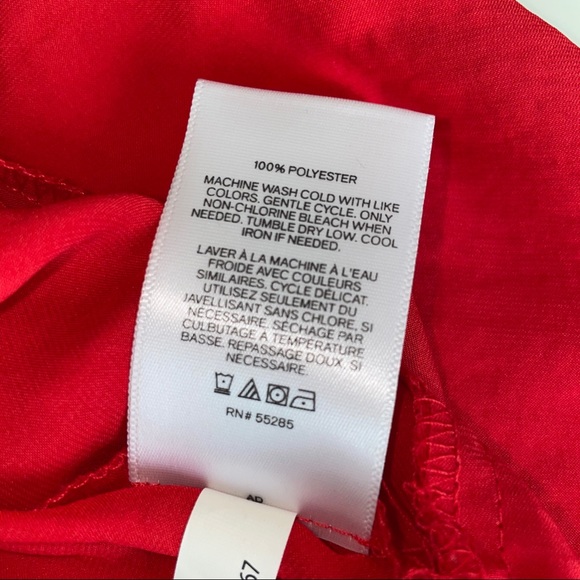 100% POLYESTER
MACHINE WASH COLD WITH LIKE
COLORS. GENTLE CYCLE. ONLY
NON-CHLORINE BLEACH WHEN
NEEDED. TUMBLE DRY LOW. COOL
IRON IF NEEDED.
LAVER À LA MACHINE À L'EAU
FROIDE AVEC COULEURS
SIMILAIRES. CYCLE DÉLICAT.
UTILISEZ SEULEMENT DU
JAVELLISANT SANS CHLORE, SI
NÉCESSAIRE. SÉCHAGE PAR
CULBUTAGE À TEMPÉRATURE
BASSE. REPASSAGE DOUX, SI
NÉCESSAIRE.
RN# 55285
67